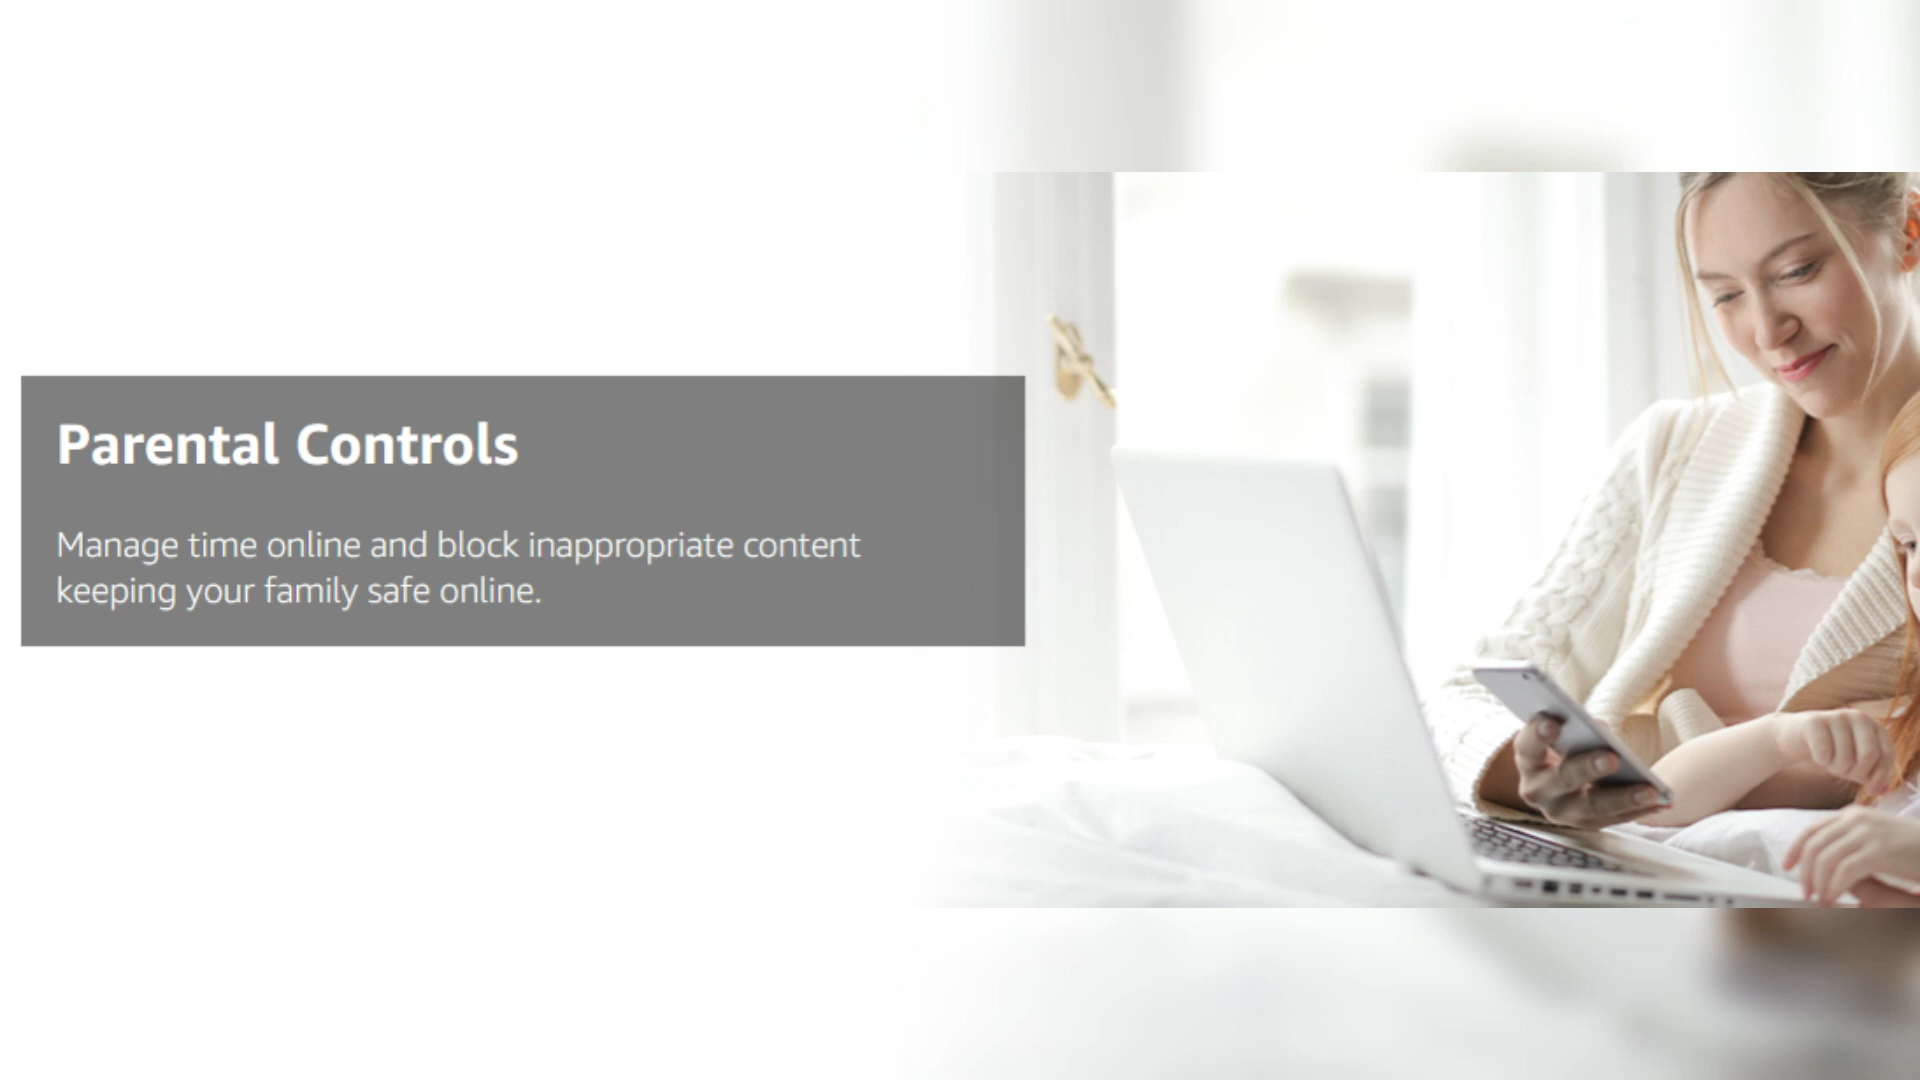 Parental Controls
Manage time online and block inappropriate content
keeping your family safe online.